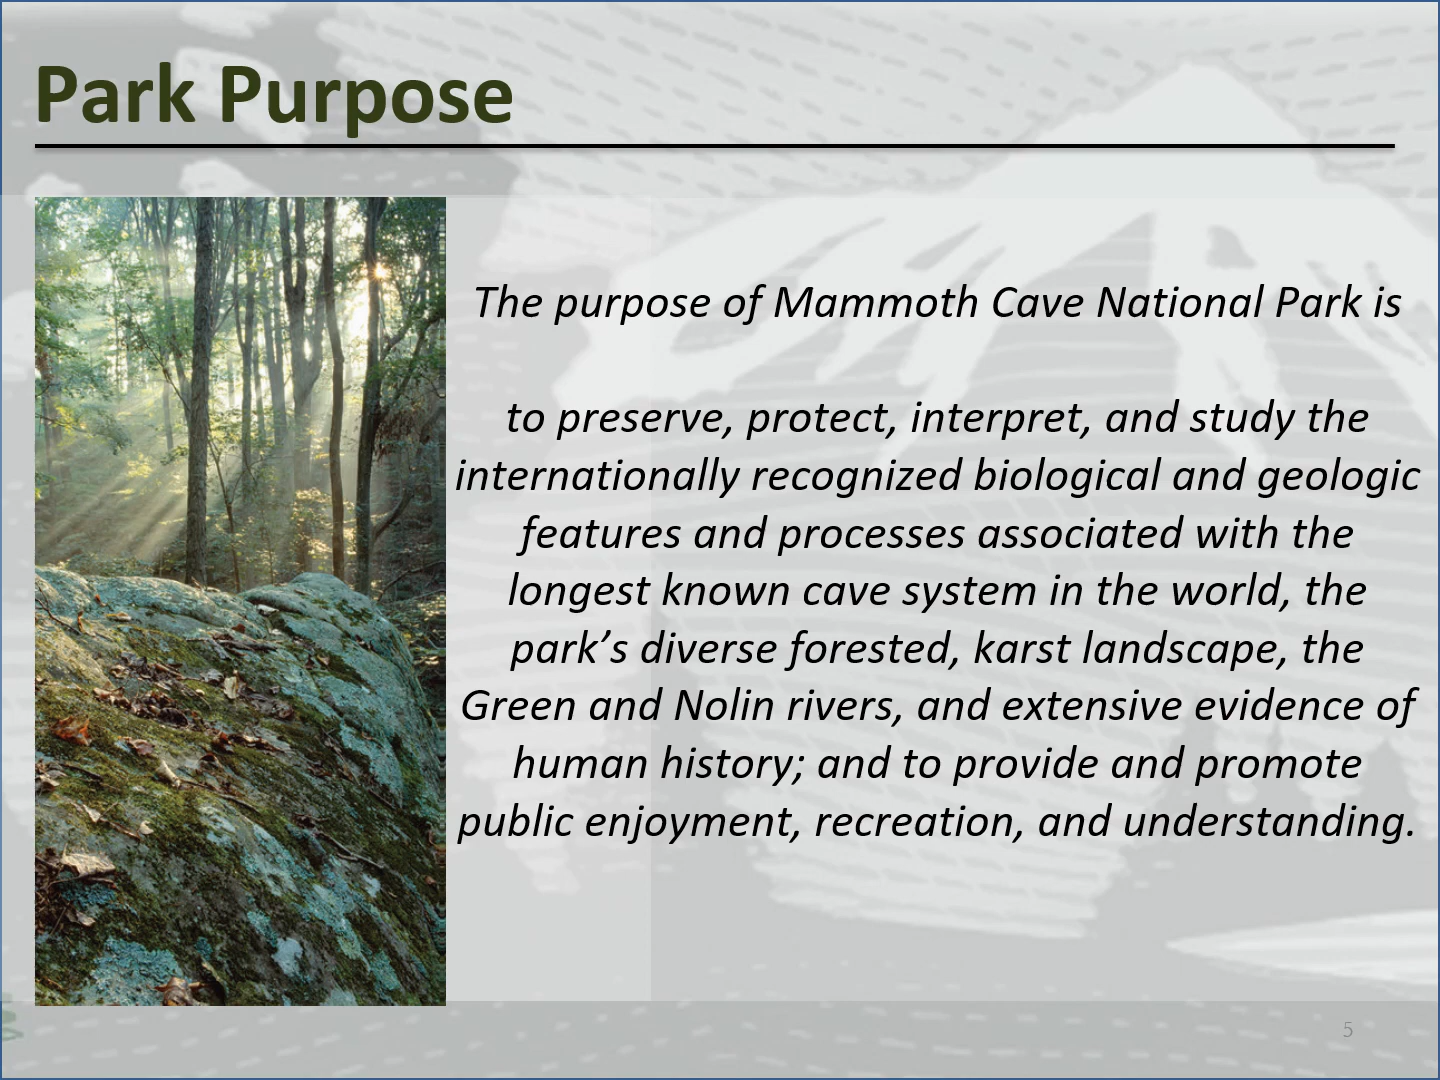 Park Purpose
The purpose of Mammoth Cave National Park is
to preserve, protect, interpret, and study the
internationally recognized biological and geologic
features and processes associated with the
longest known cave system in the world, the
park’s diverse forested, karst landscape, the
Green and Nolin rivers, and extensive evidence of
human history; and to provide and promote
public enjoyment, recreation, and understanding.
5